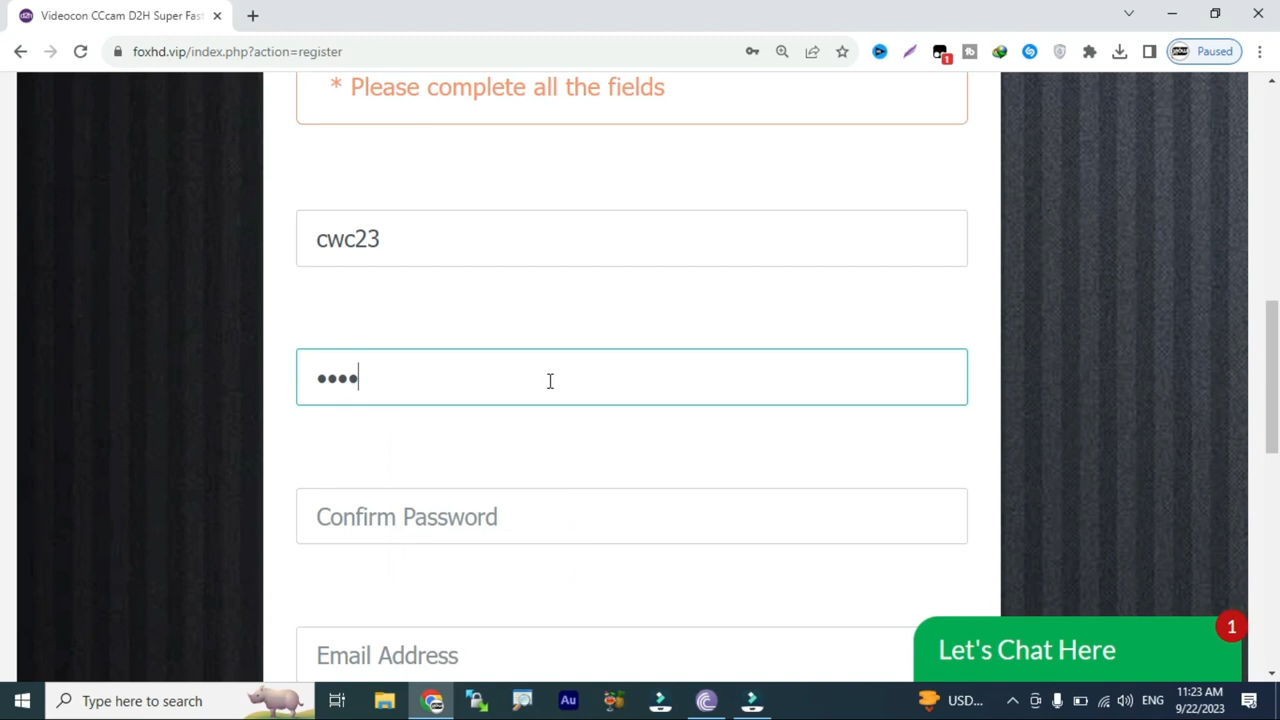 Videocon CCcam D2H Super Fast
foxhd.vip/index.php?action=register
1
Paused
* Please complete all the fields
cwc23
••••
Confirm Password
Email Address
Let's Chat Here
1
Type here to search
Au
USD...
ENG
11:23 AM
9/22/2023